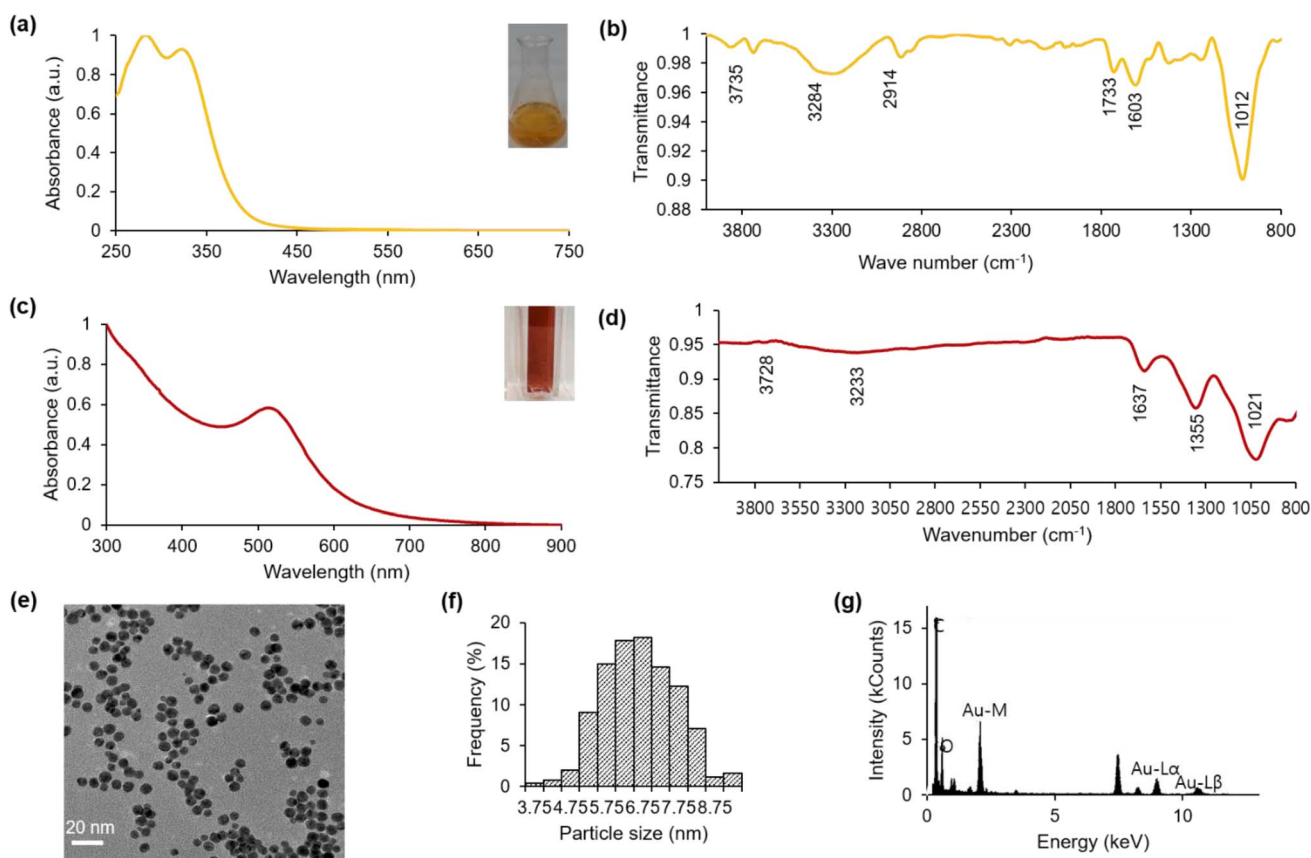 (a)
1
0.8
0.6
0.4
0.2
0
Absorbance (a.u.)
250 350 450 550 650 750
Wavelength (nm)
(b)
1
0.98
0.96
0.94
0.92
0.9
0.88
Transmittance
3735
3284
2914
1733
1603
1012
3800 3300 2800 2300 1800 1300 800
Wave number (cm-1)
(c)
1
0.8
0.6
0.4
0.2
0
Absorbance (a.u.)
300 400 500 600 700 800 900
Wavelength (nm)
(d)
1
0.95
0.9
0.85
0.8
0.75
Transmittance
3728
3233
1637
1355
1021
3800 3550 3300 3050 2800 2550 2300 2050 1800 1550 1300 1050 800
Wavenumber (cm-1)
(e)
20 nm
(f)
20
15
10
5
0
Frequency (%)
3.75 4.75 5.75 6.75 7.75 8.75
Particle size (nm)
(g)
15
10
5
0
Intensity (kCounts)
C
O
Au-M
Au-Lα
Au-Lβ
0 5 10
Energy (keV)